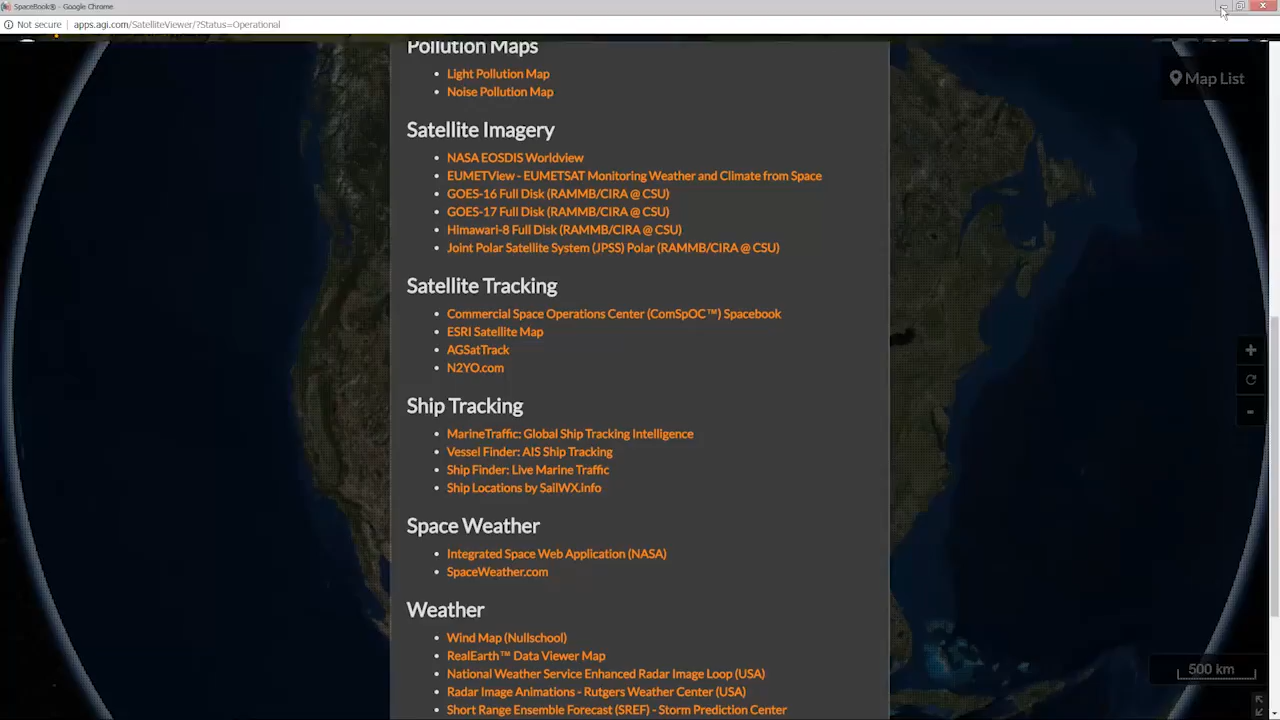 SpaceBook® - Google Chrome
Not secure apps.agi.com/SatelliteViewer/?Status=Operational
Pollution Maps
Light Pollution Map
Noise Pollution Map
Map List
Satellite Imagery
NASA EOSDIS Worldview
EUMETView - EUMETSAT Monitoring Weather and Climate from Space
GOES-16 Full Disk (RAMMB/CIRA @ CSU)
GOES-17 Full Disk (RAMMB/CIRA @ CSU)
Himawari-8 Full Disk (RAMMB/CIRA @ CSU)
Joint Polar Satellite System (JPSS) Polar (RAMMB/CIRA @ CSU)
Satellite Tracking
Commercial Space Operations Center (ComSpOC™) Spacebook
ESRI Satellite Map
AGSatTrack
N2YO.com
Ship Tracking
MarineTraffic: Global Ship Tracking Intelligence
Vessel Finder: AIS Ship Tracking
Ship Finder: Live Marine Traffic
Ship Locations by SailWX.info
Space Weather
Integrated Space Web Application (NASA)
SpaceWeather.com
Weather
Wind Map (Nullschool)
RealEarth™ Data Viewer Map
National Weather Service Enhanced Radar Image Loop (USA)
Radar Image Animations - Rutgers Weather Center (USA)
Short Range Ensemble Forecast (SREF) - Storm Prediction Center
500 km